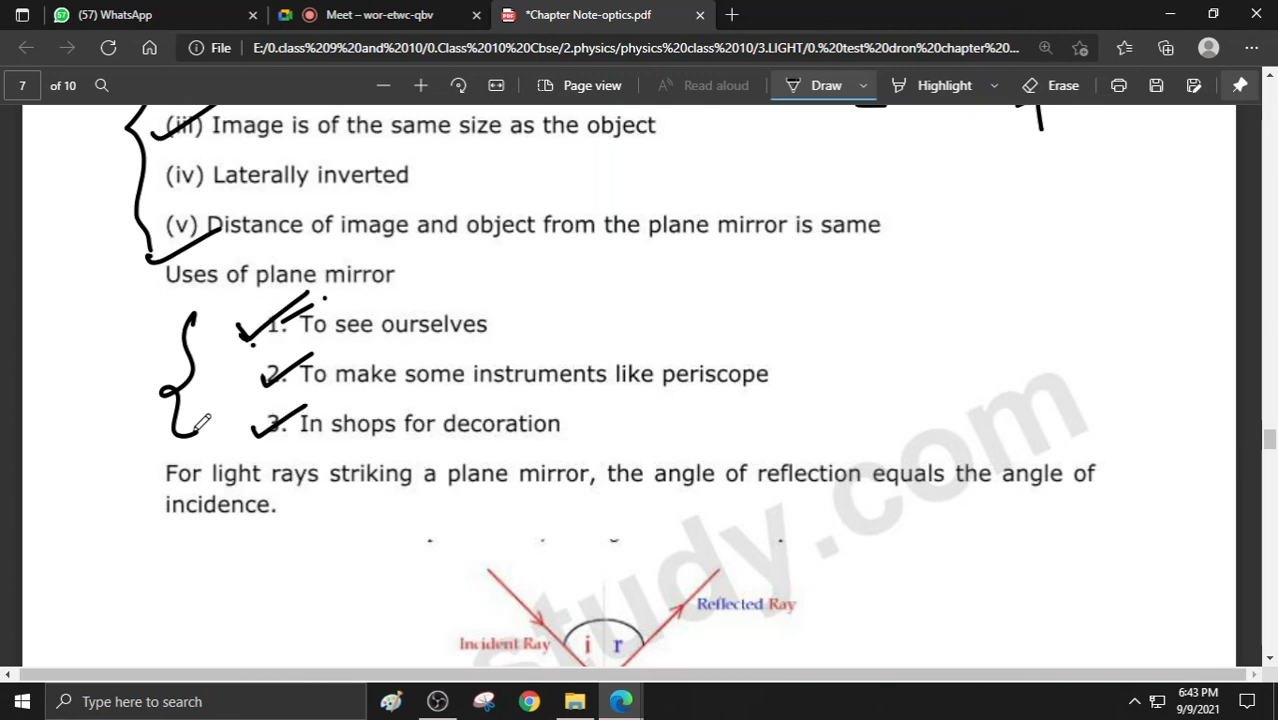 (57) WhatsApp
Meet – wor-etwc-qbv
*Chapter Note-optics.pdf
File
E:/0.class%209%20and%2010/0.Class%2010%20Cbse/2.physics/physics%20class%2010/3.LIGHT/0.%20test%20dron%20chapter%20...
7 of 10
Page view
Read aloud
Draw
Highlight
Erase
(iii) Image is of the same size as the object
(iv) Laterally inverted
(v) Distance of image and object from the plane mirror is same
Uses of plane mirror
1. To see ourselves
2. To make some instruments like periscope
3. In shops for decoration
For light rays striking a plane mirror, the angle of reflection equals the angle of
incidence.
Reflected Ray
Incident Ray
i r
study.com
Type here to search
6:43 PM
9/9/2021